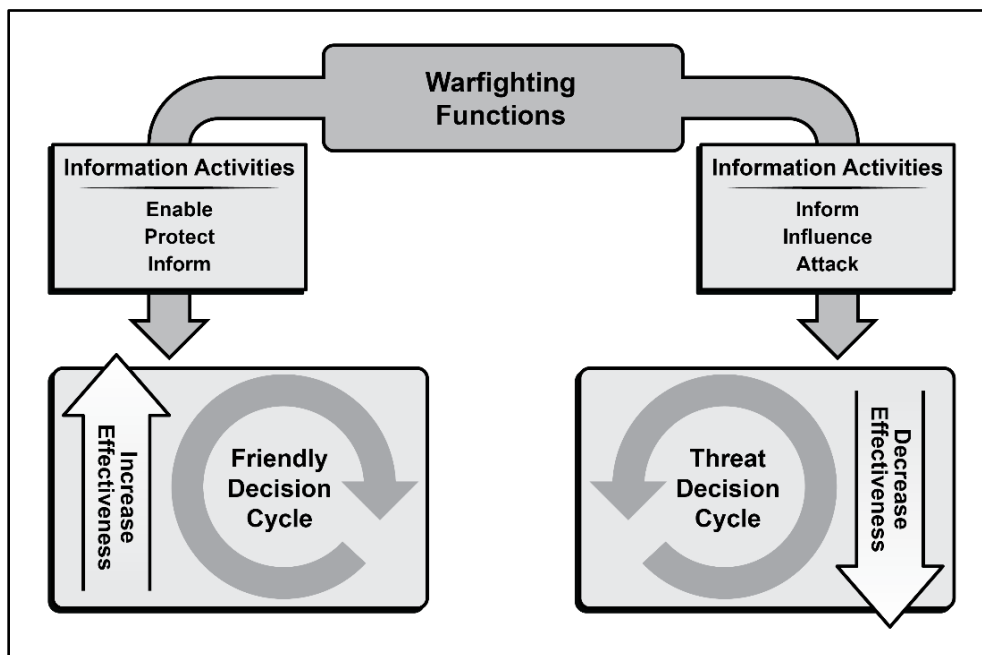 Warfighting
Functions
Information Activities
Enable
Protect
Inform
Information Activities
Inform
Influence
Attack
Increase
Effectiveness
Friendly
Decision
Cycle
Threat
Decision
Cycle
Decrease
Effectiveness